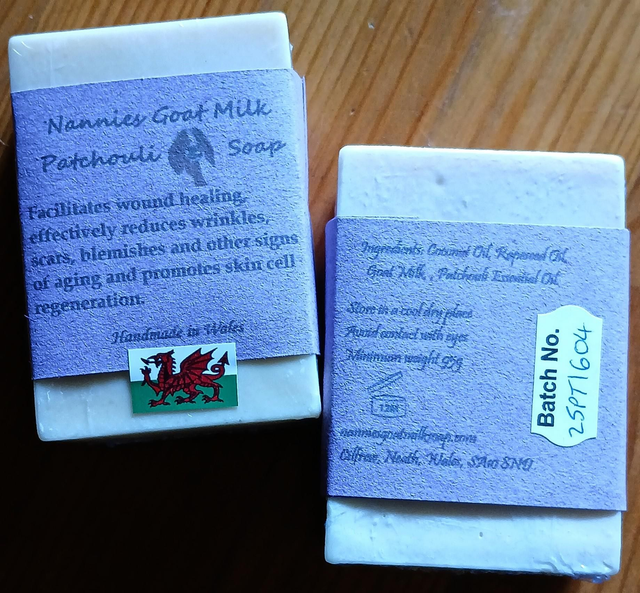 Nannies Goat Milk
Patchouli Soap
Facilitates wound healing,
effectively reduces wrinkles,
scars, blemishes and other signs
of aging and promotes skin cell
regeneration.
Handmade in Wales
Ingredients: Coconut Oil, Rapeseed Oil,
Goat Milk , Patchouli Essential Oil.
Store in a cool dry place
Avoid contact with eyes
Minimum weight 95g
12M
nanniesgoatmilksoap.com
Cilfrew, Neath, Wales,
Batch No.
25PT1604